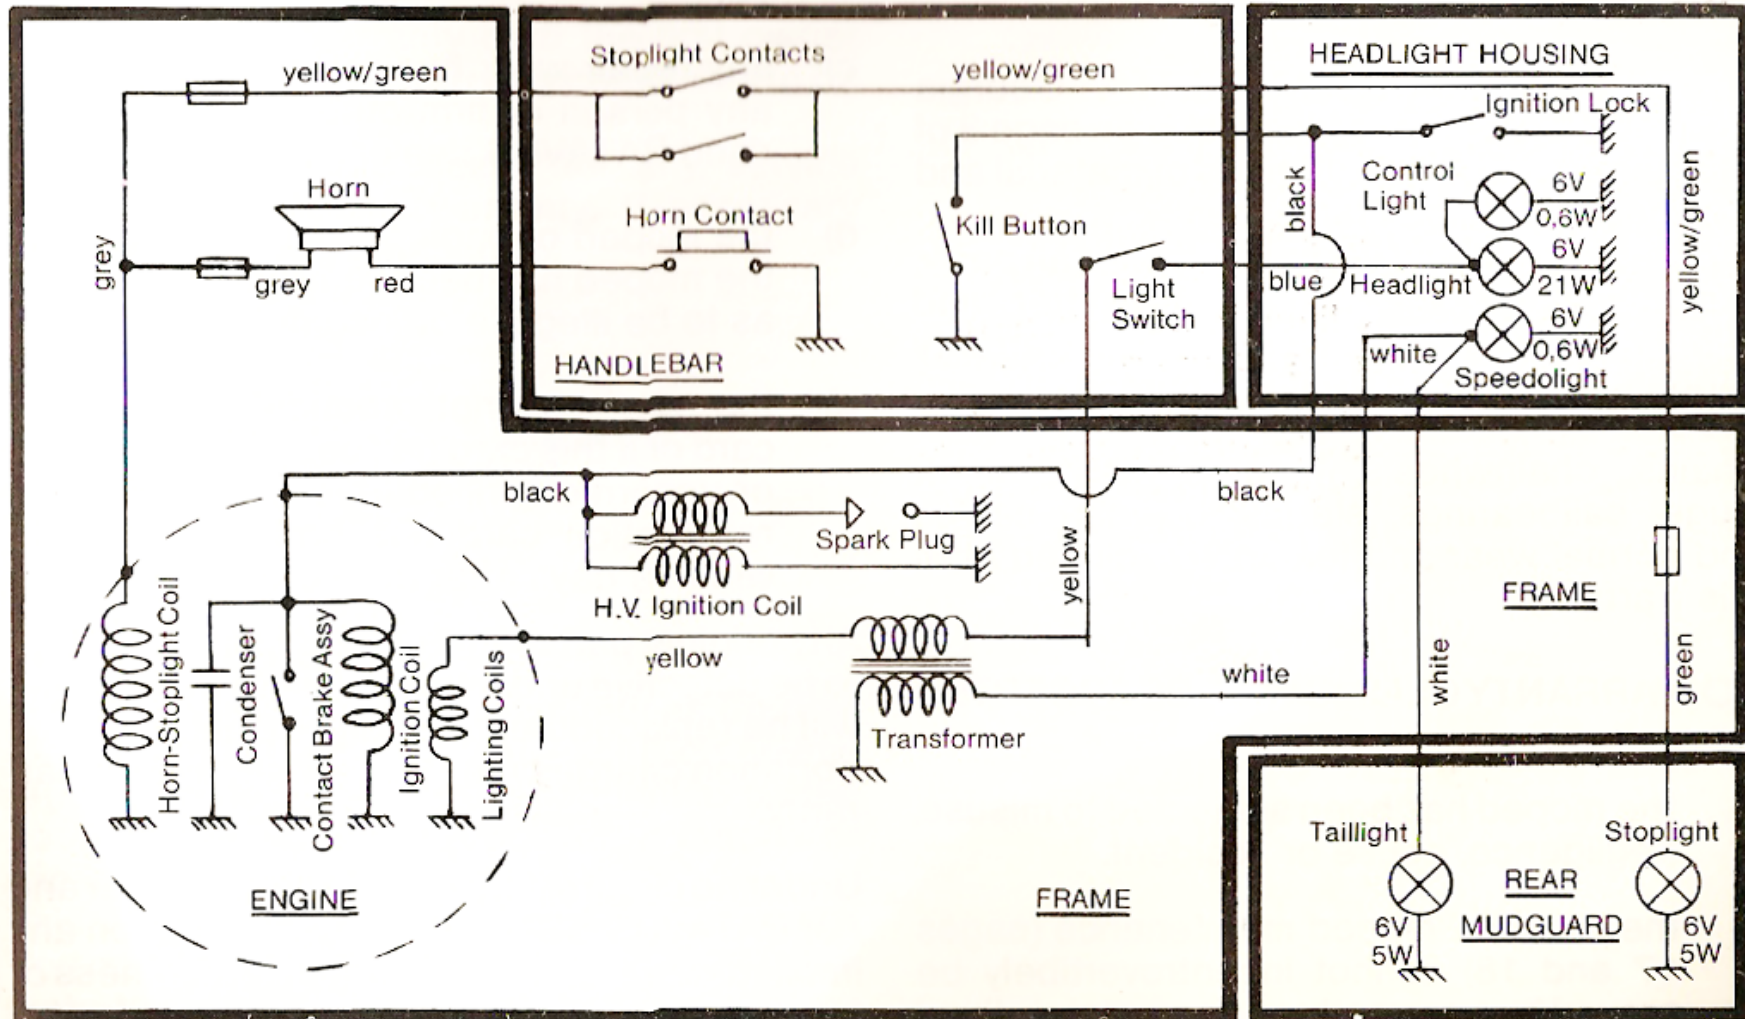 Stoplight Contacts
HEADLIGHT HOUSING
yellow/green
yellow/green
Ignition Lock
Horn
Horn Contact
Kill Button
black
Control
Light
6V
0,6W
grey
grey
red
Light
Switch
blue
Headlight
6V
21W
yellow/green
HANDLEBAR
white
6V
0,6W
Speedolight
black
Spark Plug
black
H.V. Ignition Coil
yellow
FRAME
Horn-Stoplight Coil
Condenser
Contact Brake Assy
Ignition Coil
Lighting Coils
yellow
white
white
green
Transformer
ENGINE
FRAME
Taillight
Stoplight
REAR
MUDGUARD
6V
5W
6V
5W